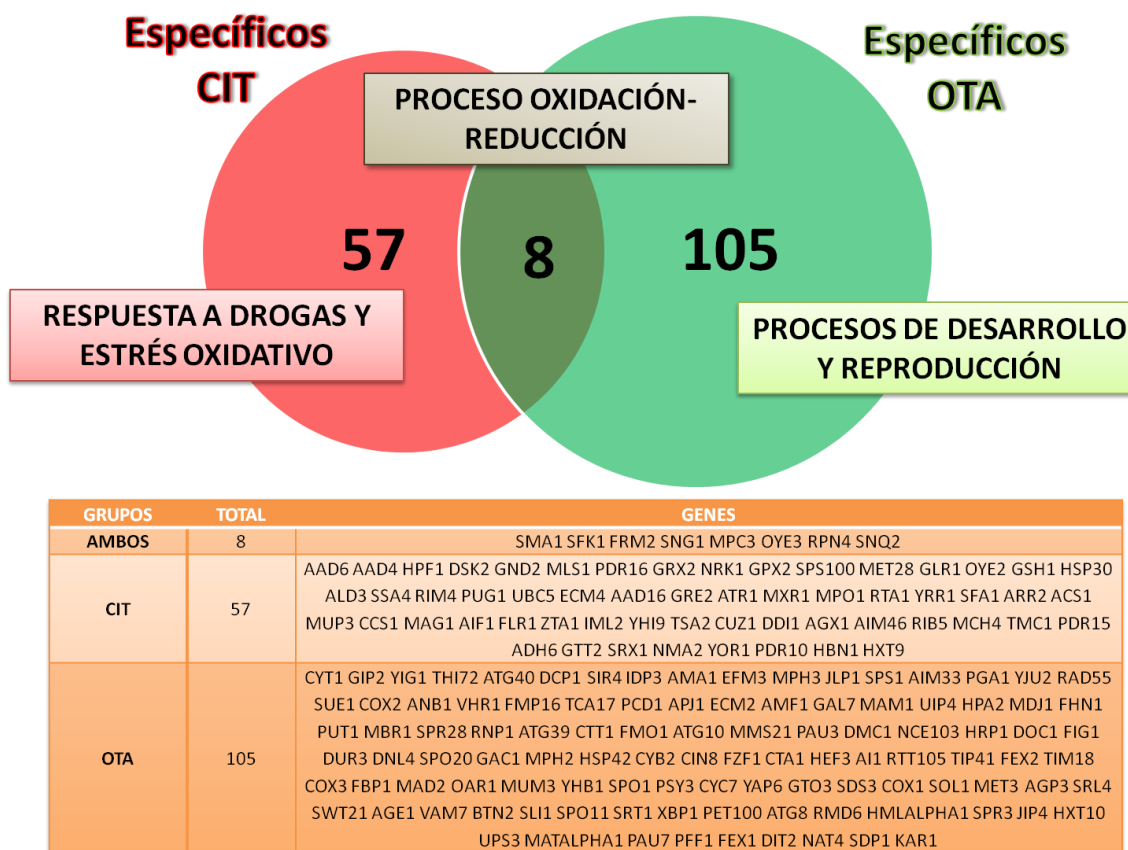 Específicos
CIT
Específicos
OTA
PROCESO OXIDACIÓN-
REDUCCIÓN
57
8
105
RESPUESTA A DROGAS Y
ESTRÉS OXIDATIVO
PROCESOS DE DESARROLLO
Y REPRODUCCIÓN
GRUPOS TOTAL GENES
AMBOS 8 SMA1 SFK1 FRM2 SNG1 MPC3 OYE3 RPN4 SNQ2
CIT 57
AAD6 AAD4 HPF1 DSK2 GND2 MLS1 PDR16 GRX2 NRK1 GPX2 SPS100 MET28 GLR1 OYE2 GSH1 HSP30
ALD3 SSA4 RIM4 PUG1 UBC5 ECM4 AAD16 GRE2 ATR1 MXR1 MPO1 RTA1 YRR1 SFA1 ARR2 ACS1
MUP3 CCS1 MAG1 AIF1 FLR1 ZTA1 IML2 YHI9 TSA2 CUZ1 DDI1 AGX1 AIM46 RIB5 MCH4 TMC1 PDR15
ADH6 GTT2 SRX1 NMA2 YOR1 PDR10 HBN1 HXT9
OTA 105
CYT1 GIP2 YIG1 THI72 ATG40 DCP1 SIR4 IDP3 AMA1 EFM3 MPH3 JLP1 SPS1 AIM33 PGA1 YJU2 RAD55
SUE1 COX2 ANB1 VHR1 FMP16 TCA17 PCD1 APJ1 ECM2 AMF1 GAL7 MAM1 UIP4 HPA2 MDJ1 FHN1
PUT1 MBR1 SPR28 RNP1 ATG39 CTT1 FMO1 ATG10 MMS21 PAU3 DMC1 NCE103 HRP1 DOC1 FIG1
DUR3 DNL4 SPO20 GAC1 MPH2 HSP42 CYB2 CIN8 FZF1 CTA1 HEF3 AI1 RTT105 TIP41 FEX2 TIM18
COX3 FBP1 MAD2 OAR1 MUM3 YHB1 SPO1 PSY3 CYC7 YAP6 GTO3 SDS3 COX1 SOL1 MET3 AGP3 SRL4
SWT21 AGE1 VAM7 BTN2 SLI1 SPO11 SRT1 XBP1 PET100 ATG8 RMD6 HMLALPHA1 SPR3 JIP4 HXT10
UPS3 MATALPHA1 PAU7 PFF1 FEX1 DIT2 NAT4 SDP1 KAR1